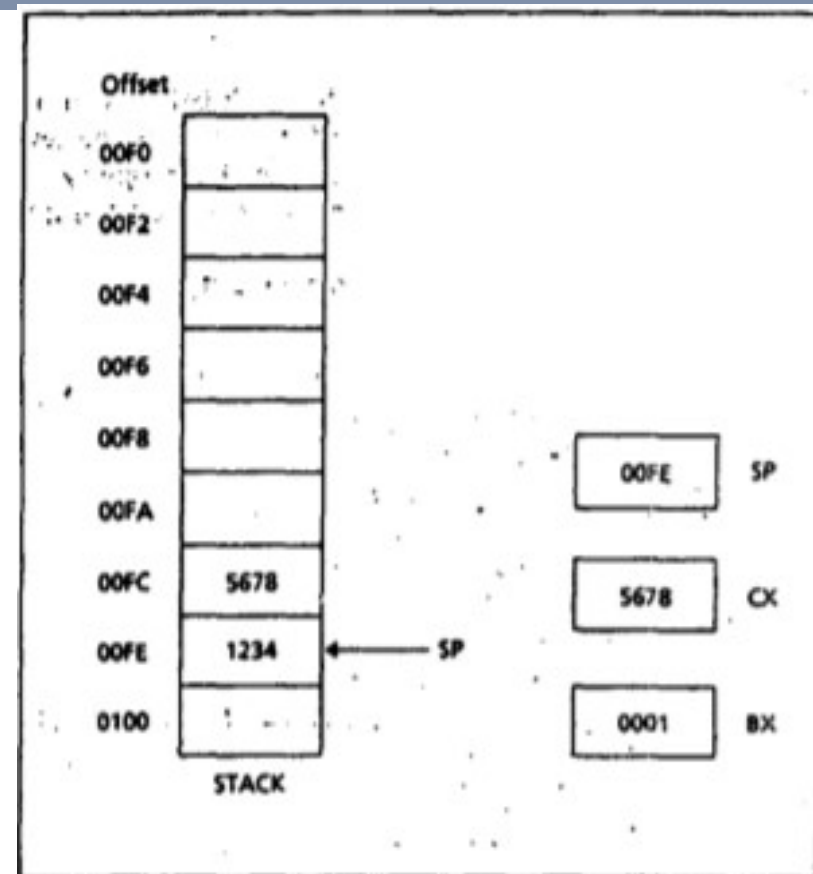 Offset
00F0
00F2
00F4
00F6
00F8
00FA
00FC 5678
00FE 1234 SP
0100
STACK
00FE SP
5678 CX
0001 BX